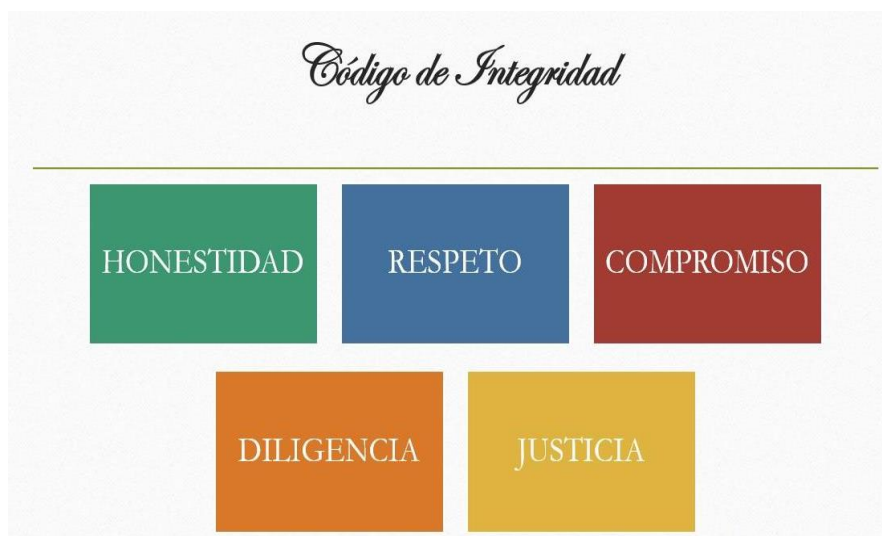 Código de Integridad
HONESTIDAD
RESPETO
COMPROMISO
DILIGENCIA
JUSTICIA